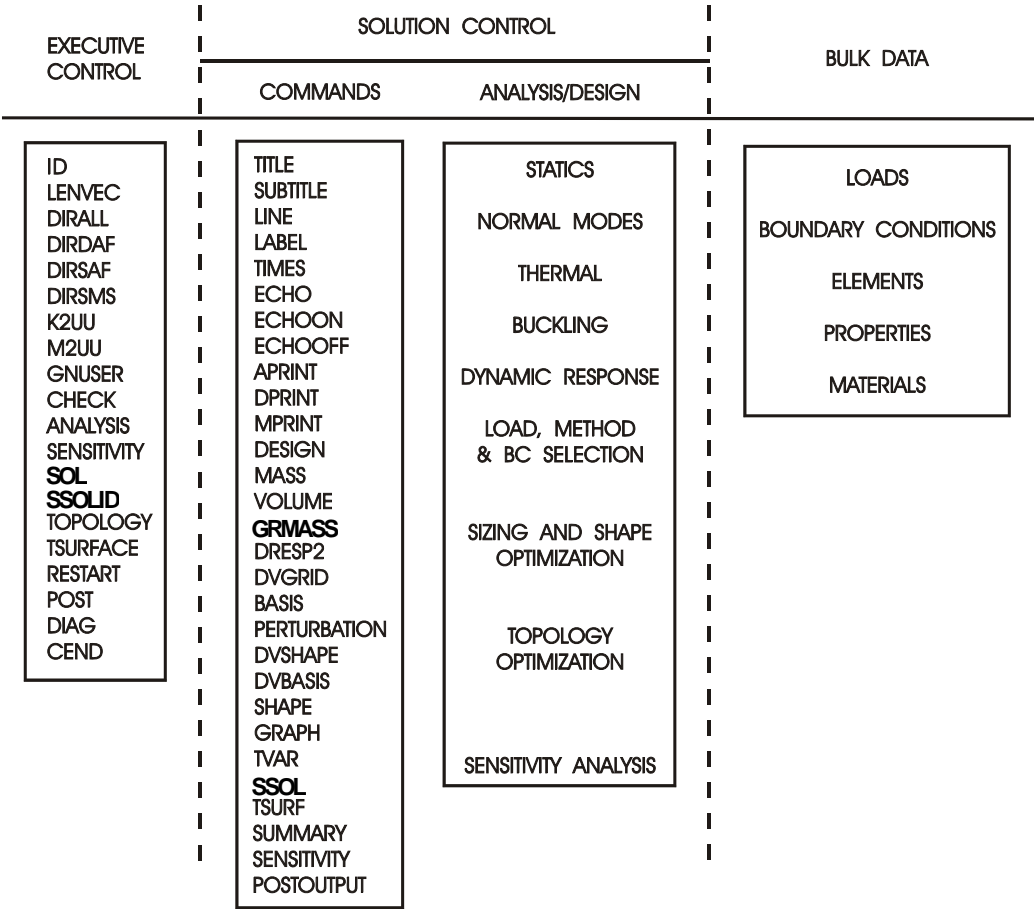 EXECUTIVE
CONTROL
SOLUTION CONTROL
COMMANDS
ANALYSIS/DESIGN
BULK DATA
ID
LENVEC
DIRALL
DIRDAF
DIRSAF
DIRSMS
K2UU
M2UU
GNUSER
CHECK
ANALYSIS
SENSITIVITY
SOL
SSOLID
TOPOLOGY
TSURFACE
RESTART
POST
DIAG
CEND
TITLE
SUBTITLE
LINE
LABEL
TIMES
ECHO
ECHOON
ECHOOFF
APRINT
DPRINT
MPRINT
DESIGN
MASS
VOLUME
GRMASS
DRESP2
DVGRID
BASIS
PERTURBATION
DVSHAPE
DVBASIS
SHAPE
GRAPH
TVAR
SSOL
TSURF
SUMMARY
SENSITIVITY
POSTOUTPUT
STATICS
NORMAL MODES
THERMAL
BUCKLING
DYNAMIC RESPONSE
LOAD, METHOD
& BC SELECTION
SIZING AND SHAPE
OPTIMIZATION
TOPOLOGY
OPTIMIZATION
SENSITIVITY ANALYSIS
LOADS
BOUNDARY CONDITIONS
ELEMENTS
PROPERTIES
MATERIALS